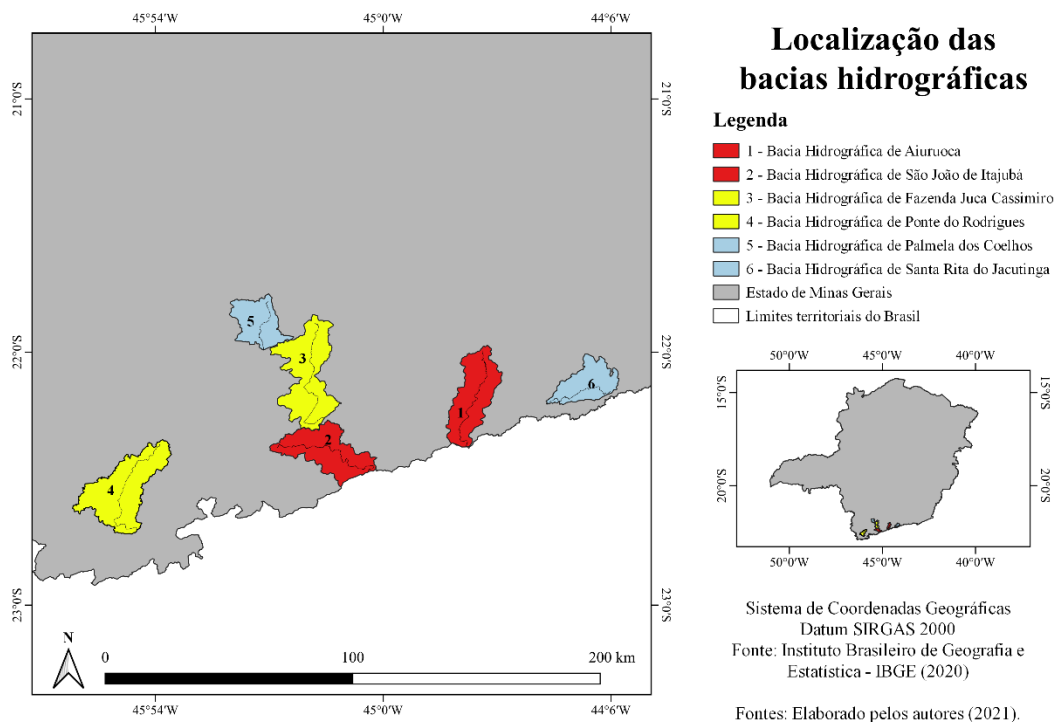 45°54'W 45°0'W 44°6'W
21°0'S 21°0'S
22°0'S 22°0'S
23°0'S 23°0'S
5
3
6
1
2
4
N
0 100 200 km
45°54'W 45°0'W 44°6'W
Localização das
bacias hidrográficas
Legenda
1 - Bacia Hidrográfica de Aiuruoca
2 - Bacia Hidrográfica de São João de Itajubá
3 - Bacia Hidrográfica de Fazenda Juca Cassimiro
4 - Bacia Hidrográfica de Ponte do Rodrigues
5 - Bacia Hidrográfica de Palmela dos Coelhos
6 - Bacia Hidrográfica de Santa Rita do Jacutinga
Estado de Minas Gerais
Limites territoriais do Brasil
50°0'W 45°0'W 40°0'W
15°0'S 15°0'S
20°0'S 20°0'S
50°0'W 45°0'W 40°0'W
Sistema de Coordenadas Geográficas
Datum SIRGAS 2000
Fonte: Instituto Brasileiro de Geografia e
Estatística - IBGE (2020)
Fontes: Elaborado pelos autores (2021).